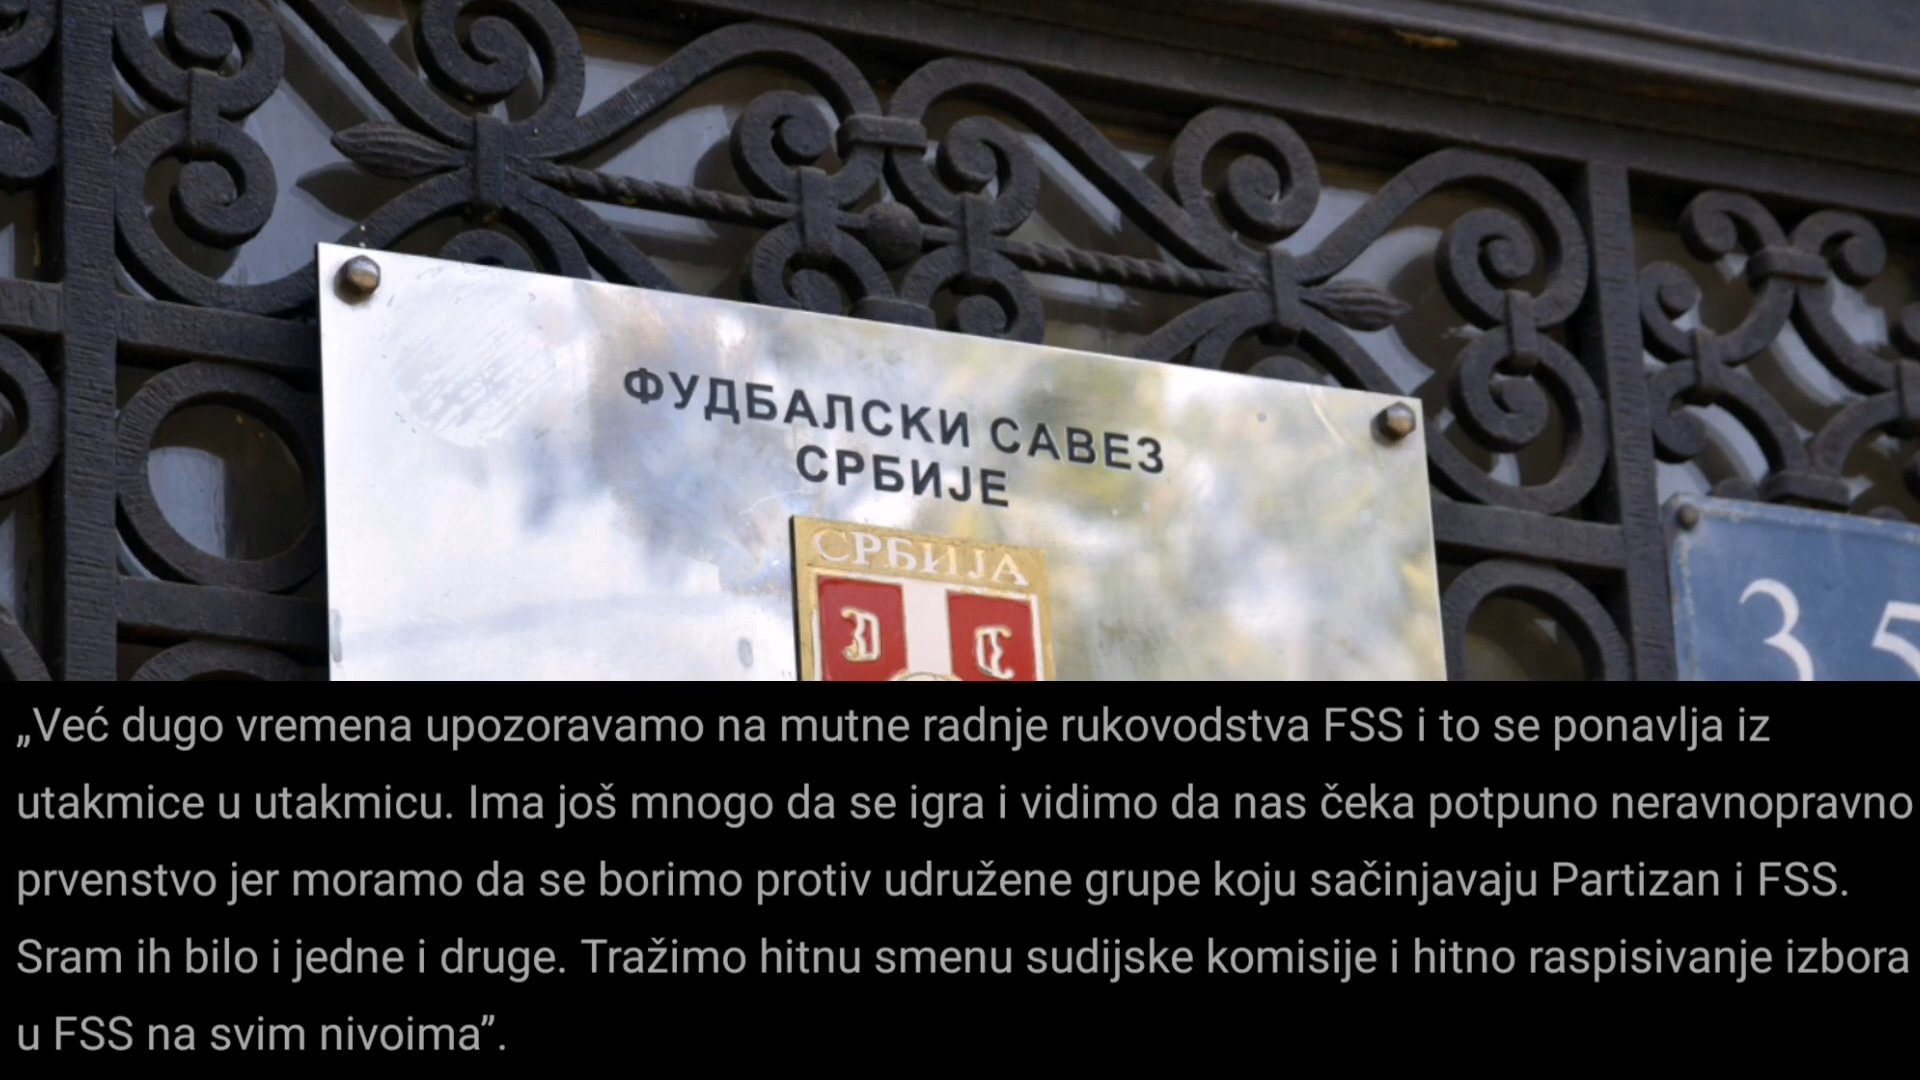 ФУДБАЛСКИ САВЕЗ
СРБИЈЕ
СРБИЈА
35
„Već dugo vremena upozoravamo na mutne radnje rukovodstva FSS i to se ponavlja iz
utakmice u utakmicu. Ima još mnogo da se igra i vidimo da nas čeka potpuno neravnopravno
prvenstvo jer moramo da se borimo protiv udružene grupe koju sačinjavaju Partizan i FSS.
Sram ih bilo i jedne i druge. Tražimo hitnu smenu sudijske komisije i hitno raspisivanje izbora
u FSS na svim nivoima”.